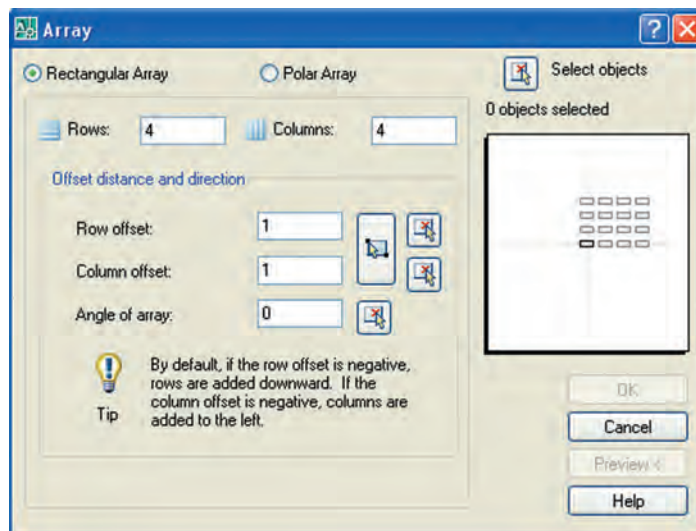 Array
Rectangular Array Polar Array Select objects
0 objects selected
Rows: 4 Columns: 4
Offset distance and direction
Row offset: 1
Column offset: 1
Angle of array: 0
Tip
By default, if the row offset is negative,
rows are added downward. If the
column offset is negative, columns are
added to the left.
OK
Cancel
Preview <
Help